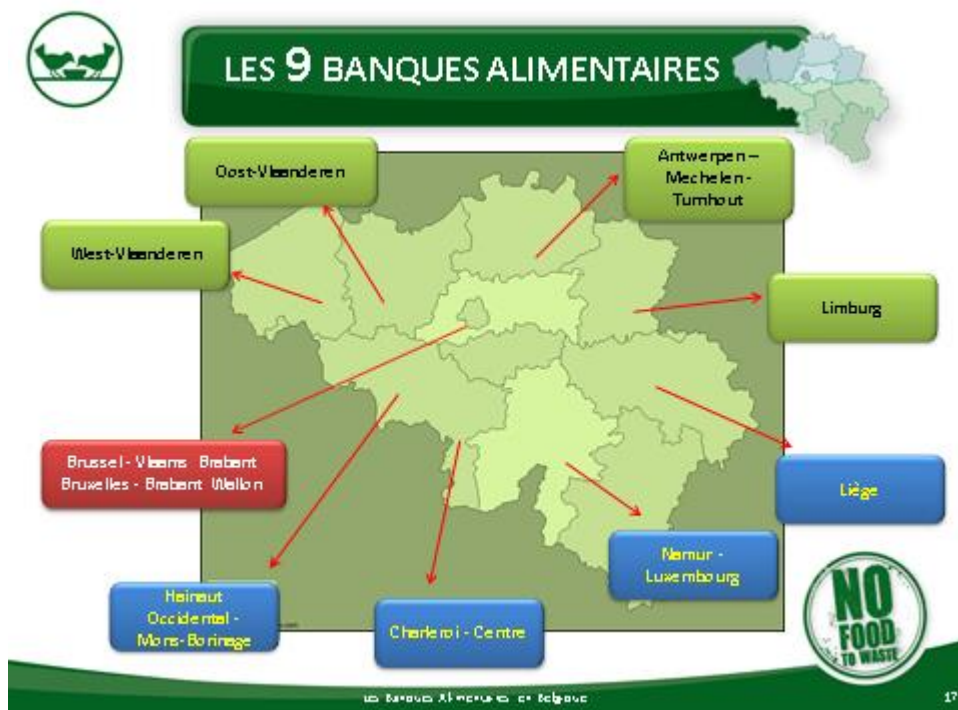 LES 9 BANQUES ALIMENTAIRES
Oost-Vlaanderen
Antwerpen –
Mechelen -
Turnhout
West-Vlaanderen
Limburg
Brussel - Vlaams Brabant
Bruxelles - Brabant Wallon
Liège
Namur -
Luxembourg
Hainaut
Occidental -
Mons-Borinage
Charleroi - Centre
NO
FOOD
TO WASTE
Les Banques Alimentaires en Belgique
17